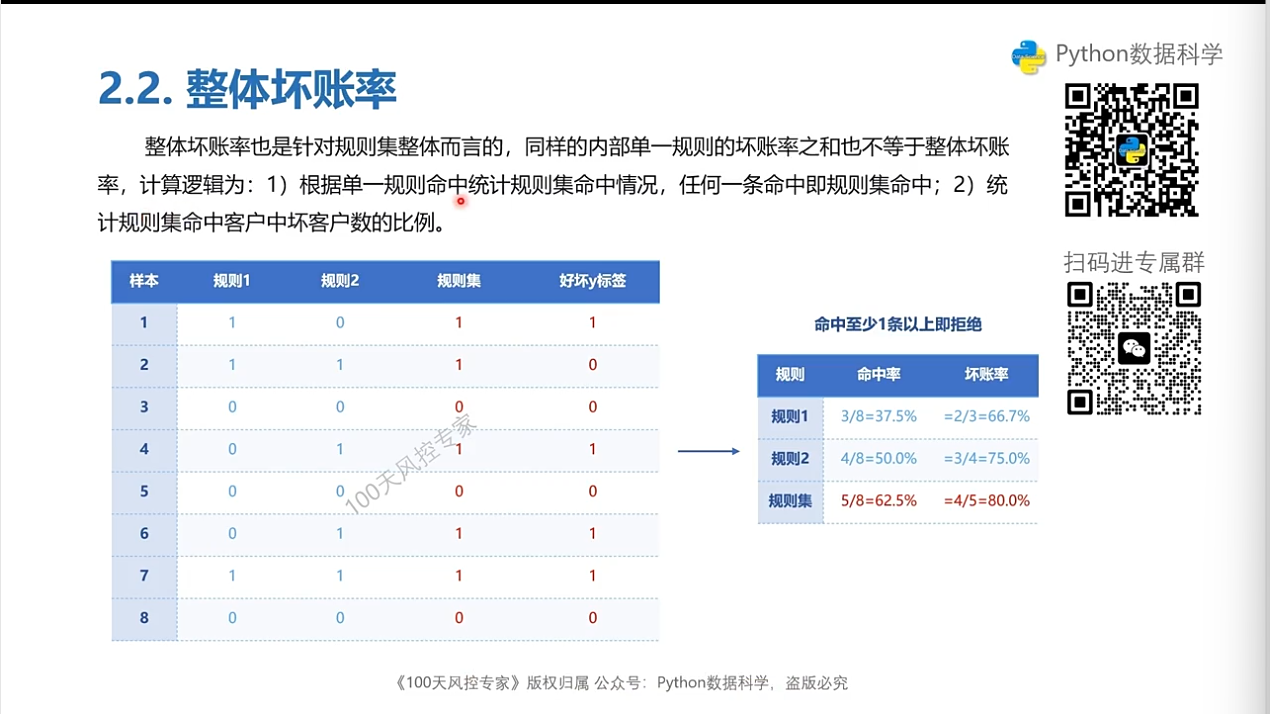 Python数据科学
2.2. 整体坏账率
整体坏账率也是针对规则集整体而言的，同样的内部单一规则的坏账率之和也不等于整体坏账
率，计算逻辑为：1）根据单一规则命中统计规则集命中情况，任何一条命中即规则集命中；2）统
计规则集命中客户中坏客户数的比例。
扫码进专属群
样本 规则1 规则2 规则集 好坏y标签
1 1 0 1 1
2 1 1 1 0
3 0 0 0 0
4 0 1 1 1
5 0 0 0 0
6 0 1 1 1
7 1 1 1 1
8 0 0 0 0
命中至少1条以上即拒绝
规则 命中率 坏账率
规则1 3/8=37.5% =2/3=66.7%
规则2 4/8=50.0% =3/4=75.0%
规则集 5/8=62.5% =4/5=80.0%
100天风控专家
《100天风控专家》版权归属 公众号：Python数据科学，盗版必究